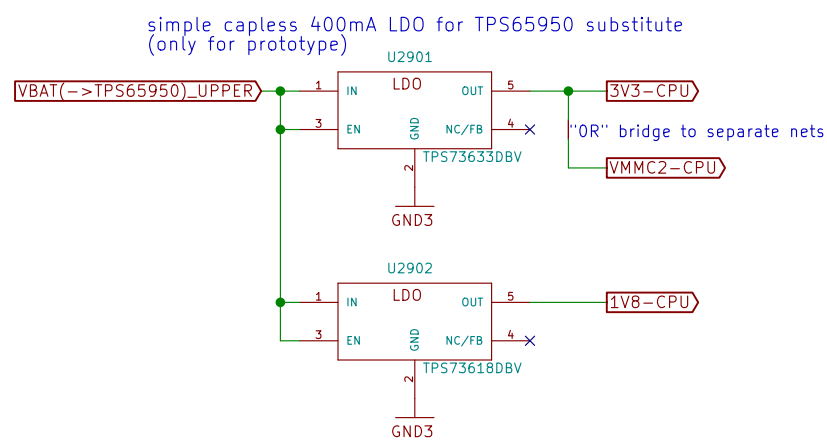 simple capless 400mA LDO for TPS65950 substitute
(only for prototype)
U2901
VBAT(->TPS65950)_UPPER
1 IN LDO OUT 5
3V3-CPU
3 EN GND NC/FB 4
"0R" bridge to separate nets
TPS73633DBV
2
VMMC2-CPU
GND3
U2902
1 IN LDO OUT 5
1V8-CPU
3 EN GND NC/FB 4
TPS73618DBV
2
GND3